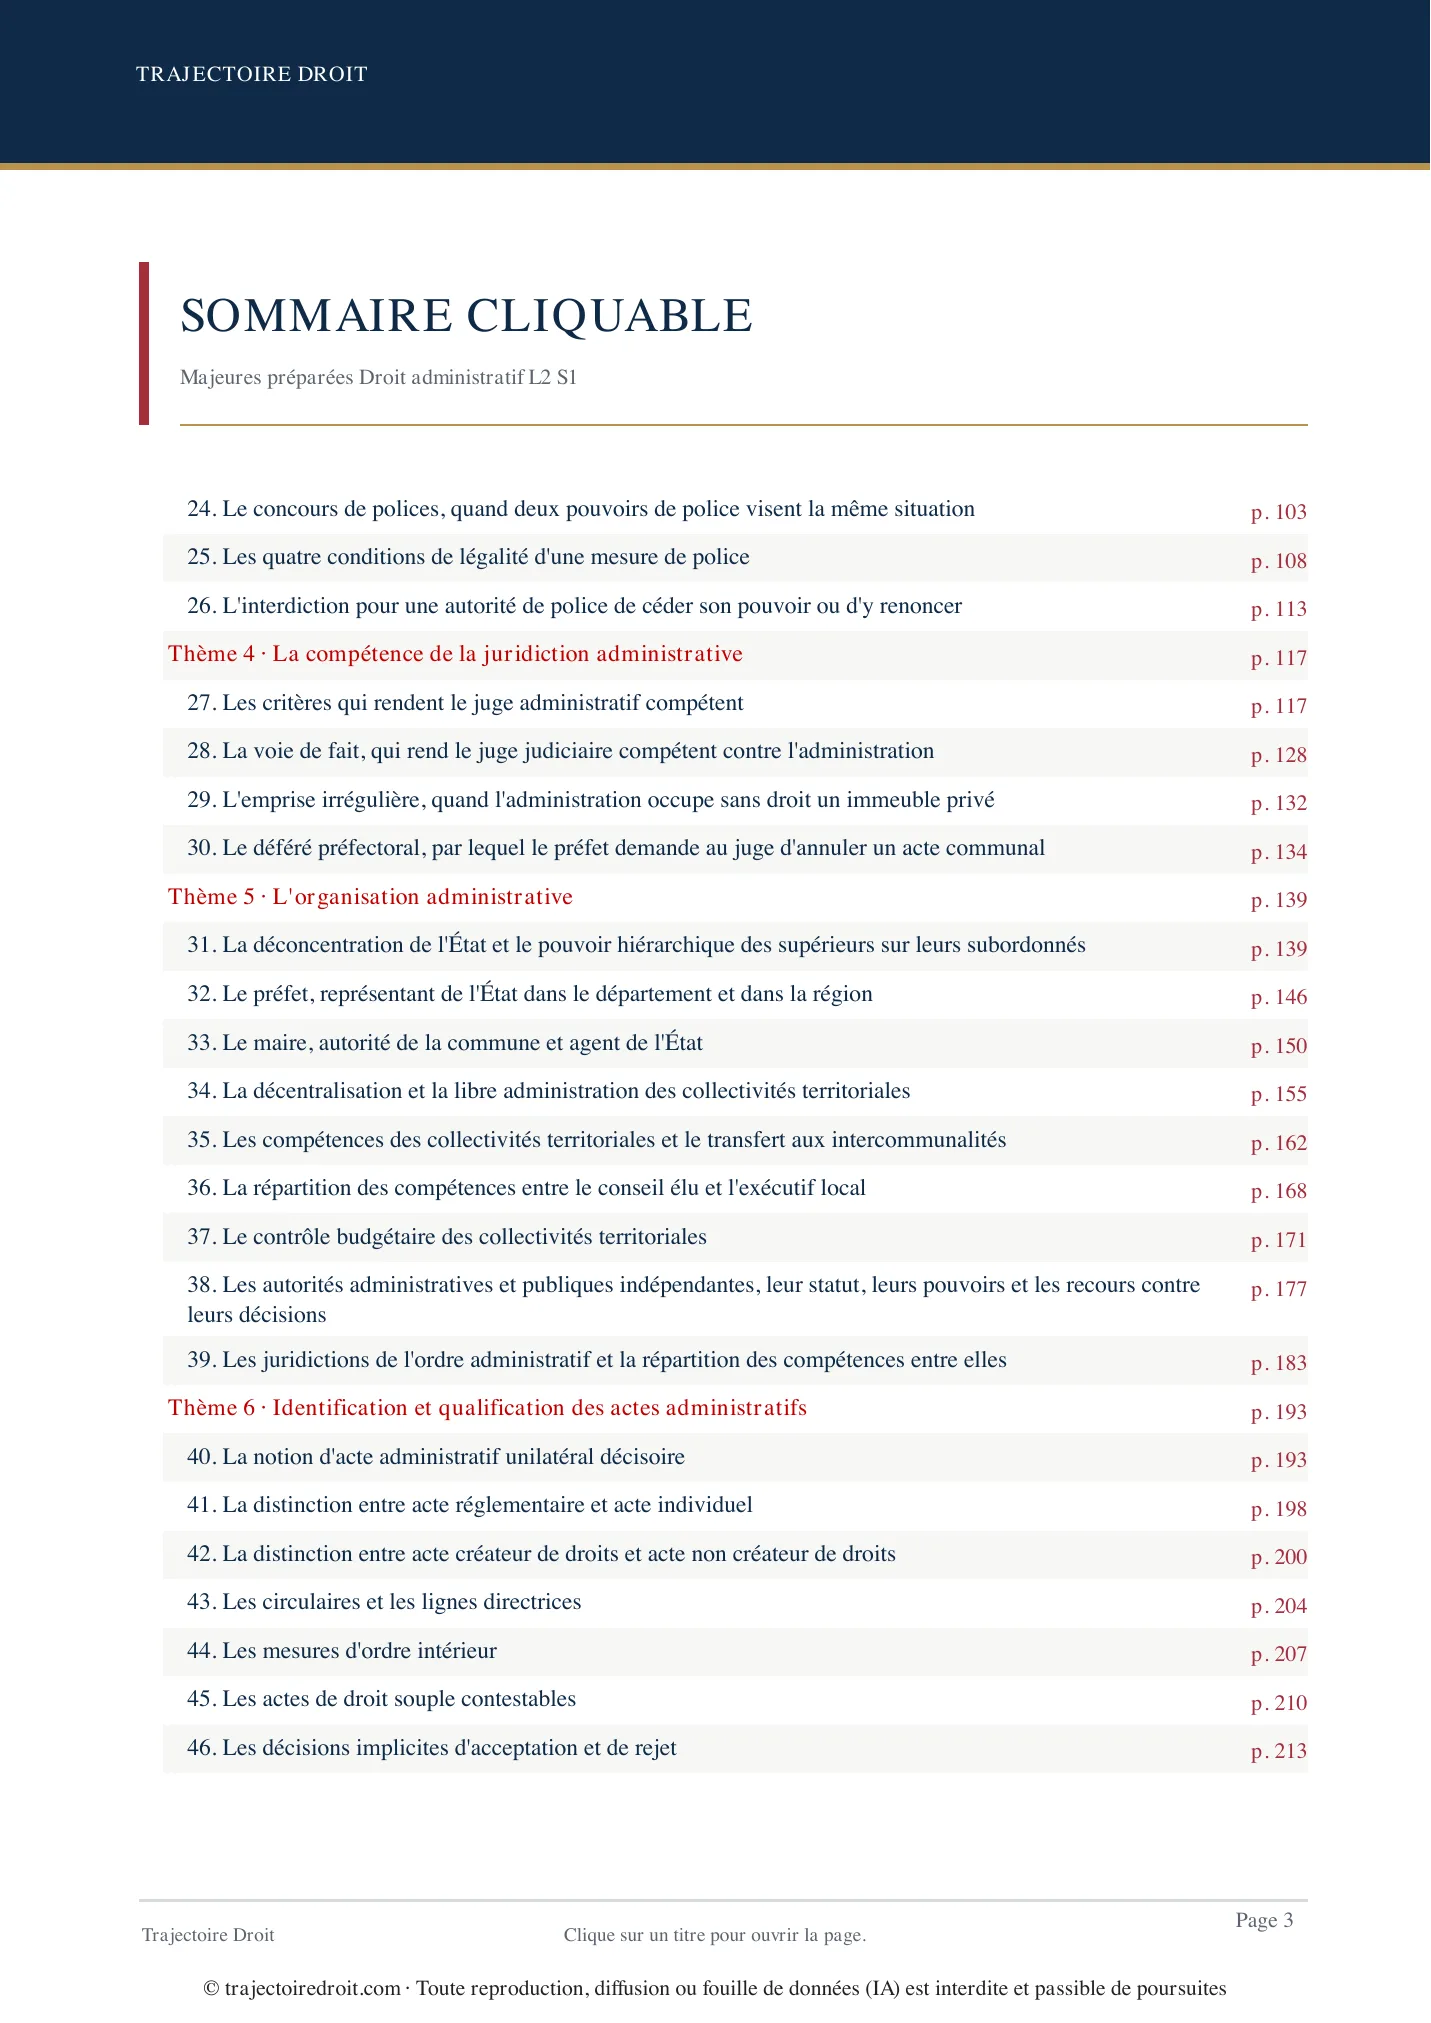 TRAJECTOIRE DROIT
SOMMAIRE CLIQUABLE
Majeures préparées Droit administratif L2 S1
24. Le concours de polices, quand deux pouvoirs de police visent la même situation p. 103
25. Les quatre conditions de légalité d'une mesure de police p. 108
26. L'interdiction pour une autorité de police de céder son pouvoir ou d'y renoncer p. 113
Thème 4 · La compétence de la juridiction administrative p. 117
27. Les critères qui rendent le juge administratif compétent p. 117
28. La voie de fait, qui rend le juge judiciaire compétent contre l'administration p. 128
29. L'emprise irrégulière, quand l'administration occupe sans droit un immeuble privé p. 132
30. Le déféré préfectoral, par lequel le préfet demande au juge d'annuler un acte communal p. 134
Thème 5 · L'organisation administrative p. 139
31. La déconcentration de l'État et le pouvoir hiérarchique des supérieurs sur leurs subordonnés p. 139
32. Le préfet, représentant de l'État dans le département et dans la région p. 146
33. Le maire, autorité de la commune et agent de l'État p. 150
34. La décentralisation et la libre administration des collectivités territoriales p. 155
35. Les compétences des collectivités territoriales et le transfert aux intercommunalités p. 162
36. La répartition des compétences entre le conseil élu et l'exécutif local p. 168
37. Le contrôle budgétaire des collectivités territoriales p. 171
38. Les autorités administratives et publiques indépendantes, leur statut, leurs pouvoirs et les recours contre p. 177
leurs décisions
39. Les juridictions de l'ordre administratif et la répartition des compétences entre elles p. 183
Thème 6 · Identification et qualification des actes administratifs p. 193
40. La notion d'acte administratif unilatéral décisoire p. 193
41. La distinction entre acte réglementaire et acte individuel p. 198
42. La distinction entre acte créateur de droits et acte non créateur de droits p. 200
43. Les circulaires et les lignes directrices p. 204
44. Les mesures d'ordre intérieur p. 207
45. Les actes de droit souple contestables p. 210
46. Les décisions implicites d'acceptation et de rejet p. 213
Page 3
Trajectoire Droit Clique sur un titre pour ouvrir la page.
© trajectoiredroit.com · Toute reproduction, diffusion ou fouille de données (IA) est interdite et passible de poursuites